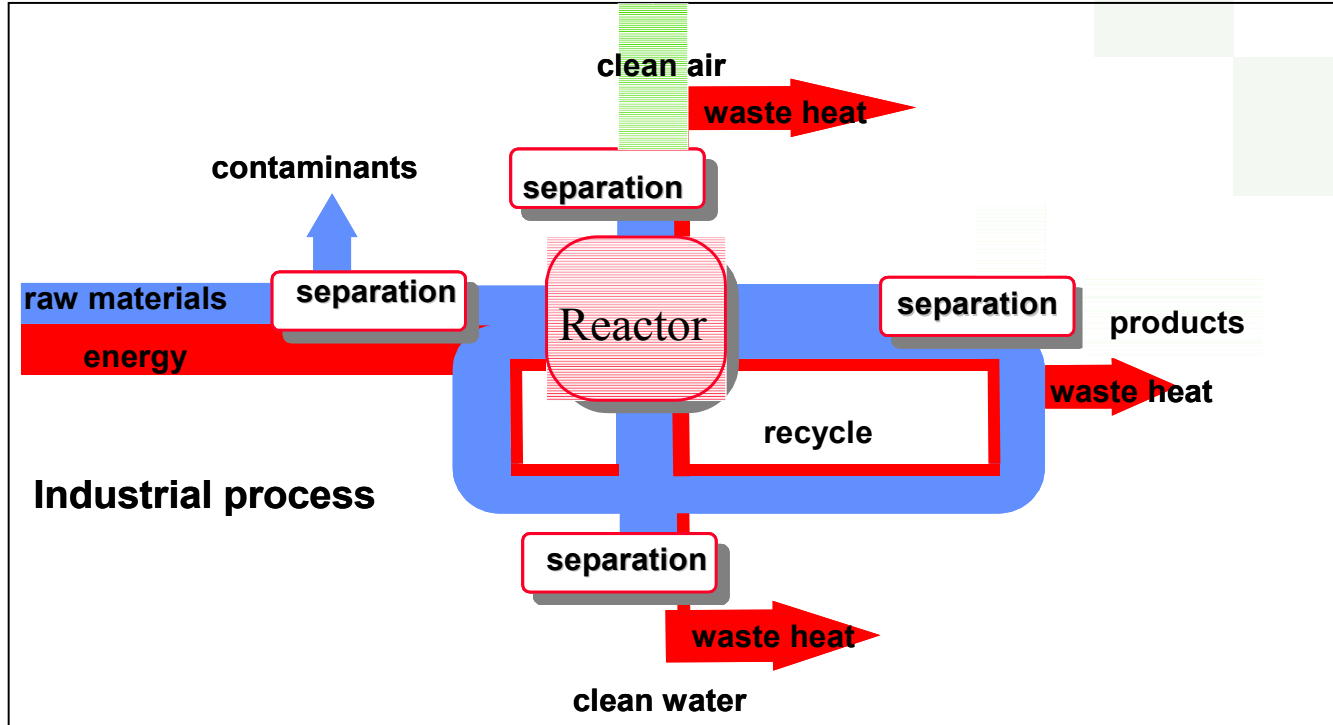 clean air
waste heat
contaminants
separation
raw materials
separation
separation
Reactor
products
energy
waste heat
recycle
Industrial process
separation
waste heat
clean water